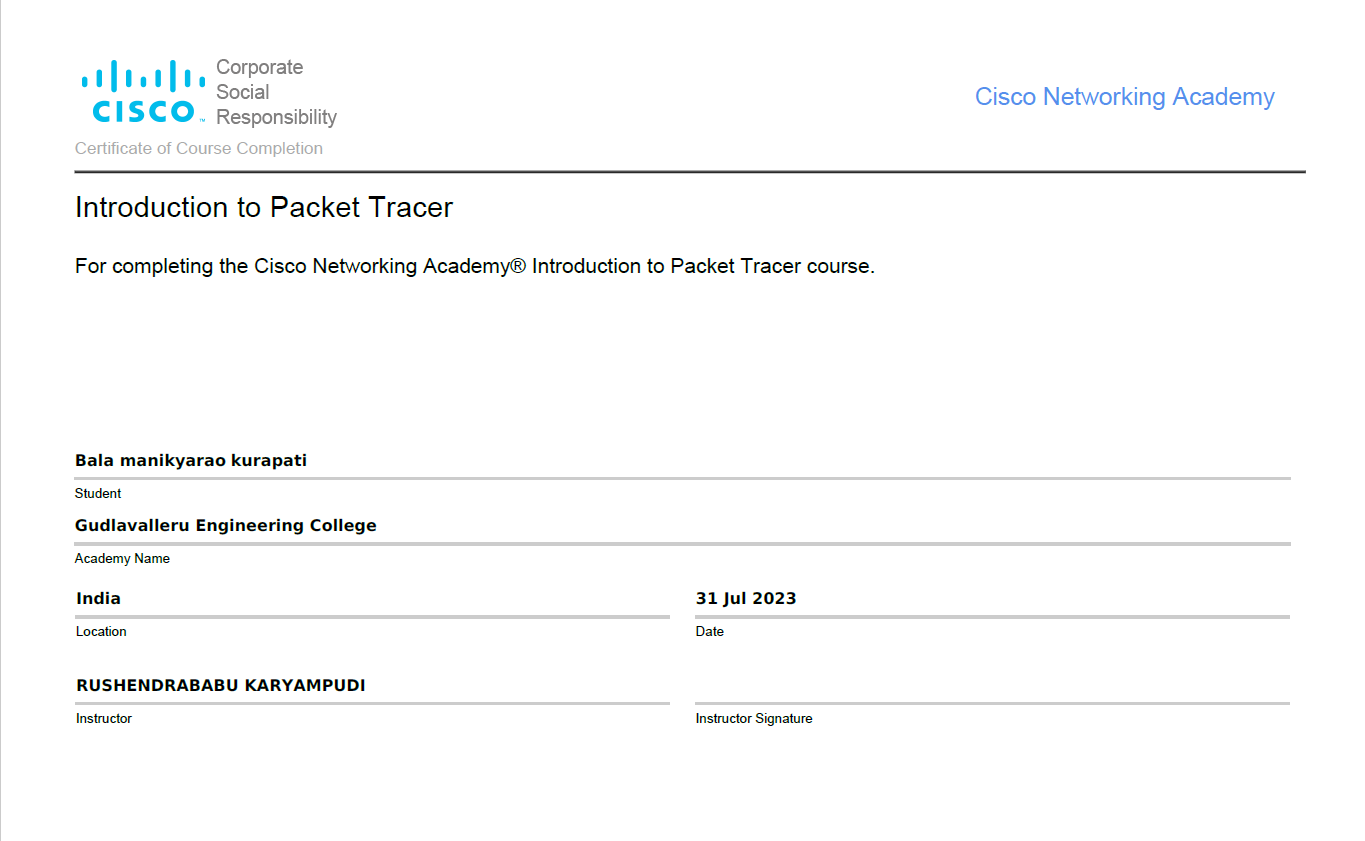 Corporate
Social
CISCO™ Responsibility
Cisco Networking Academy
Certificate of Course Completion
Introduction to Packet Tracer
For completing the Cisco Networking Academy® Introduction to Packet Tracer course.
Bala manikyarao kurapati
Student
Gudlavalleru Engineering College
Academy Name
India
Location
31 Jul 2023
Date
RUSHENDRABABU KARYAMPUDI
Instructor
Instructor Signature